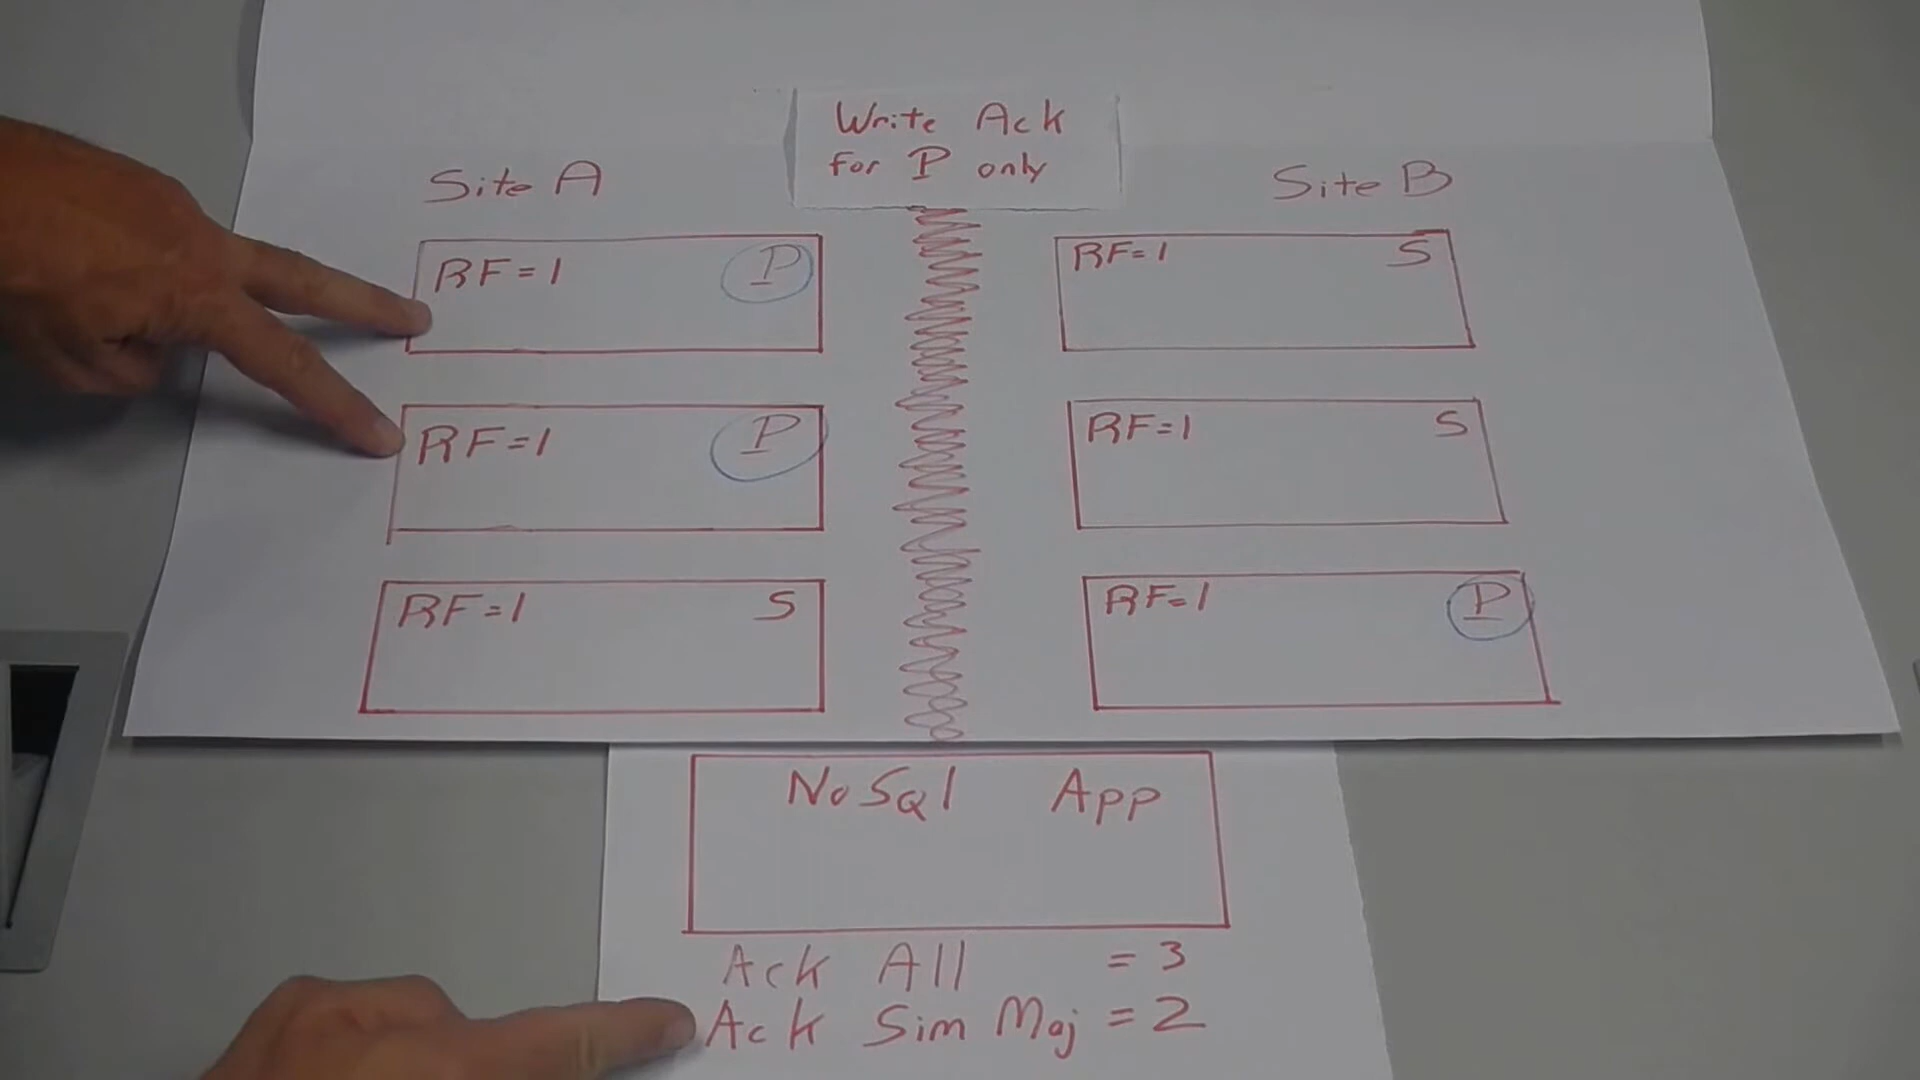 Write Ack
for P only
Site A
Site B
RF=1 P
RF=1 S
RF=1 P
RF=1 S
RF=1 S
RF=1 P
NoSql App
Ack All = 3
Ack Sim Maj = 2